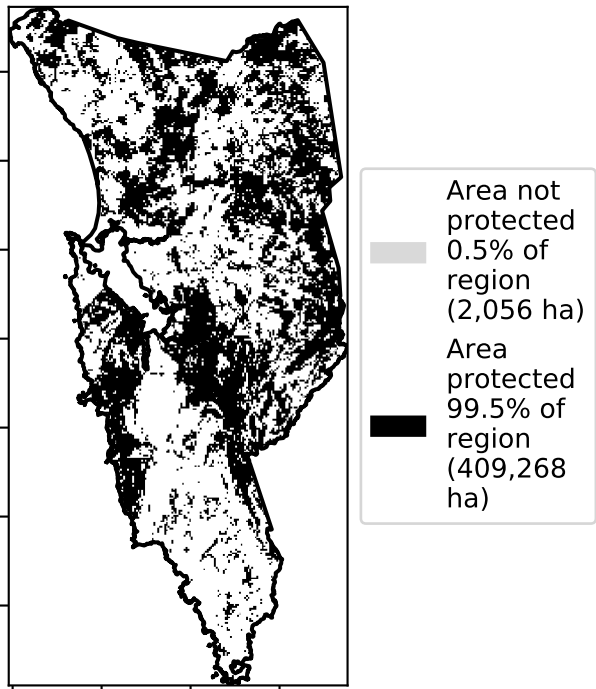 Area not
protected
0.5% of
region
(2,056 ha)
Area
protected
99.5% of
region
(409,268
ha)